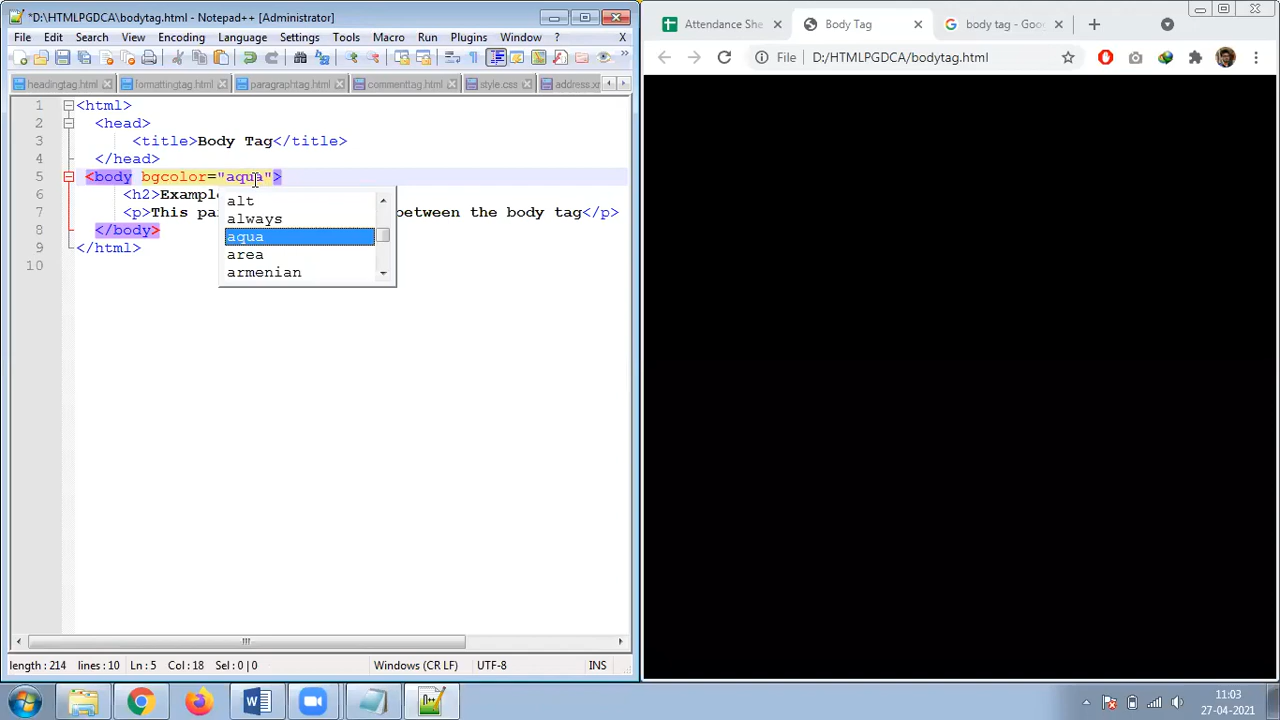 *D:\HTMLPGDCA\bodytag.html - Notepad++ [Administrator]
File Edit Search View Encoding Language Settings Tools Macro Run Plugins Window ? X
headingtag.html formattingtag.html paragraphtag.html commenttag.html style.css address.
1 <html>
2 <head>
3 <title>Body Tag</title>
4 </head>
5 <body bgcolor="aqua">
6 <h2>Example
7 <p>This pa between the body tag</p>
8 </body>
9 </html>
10
alt
always
aqua
area
armenian
length : 214 lines : 10 Ln : 5 Col : 18 Sel : 0 | 0 Windows (CR LF) UTF-8 INS
Attendance She Body Tag body tag - Goo
File D:/HTMLPGDCA/bodytag.html
11:03
27-04-2021